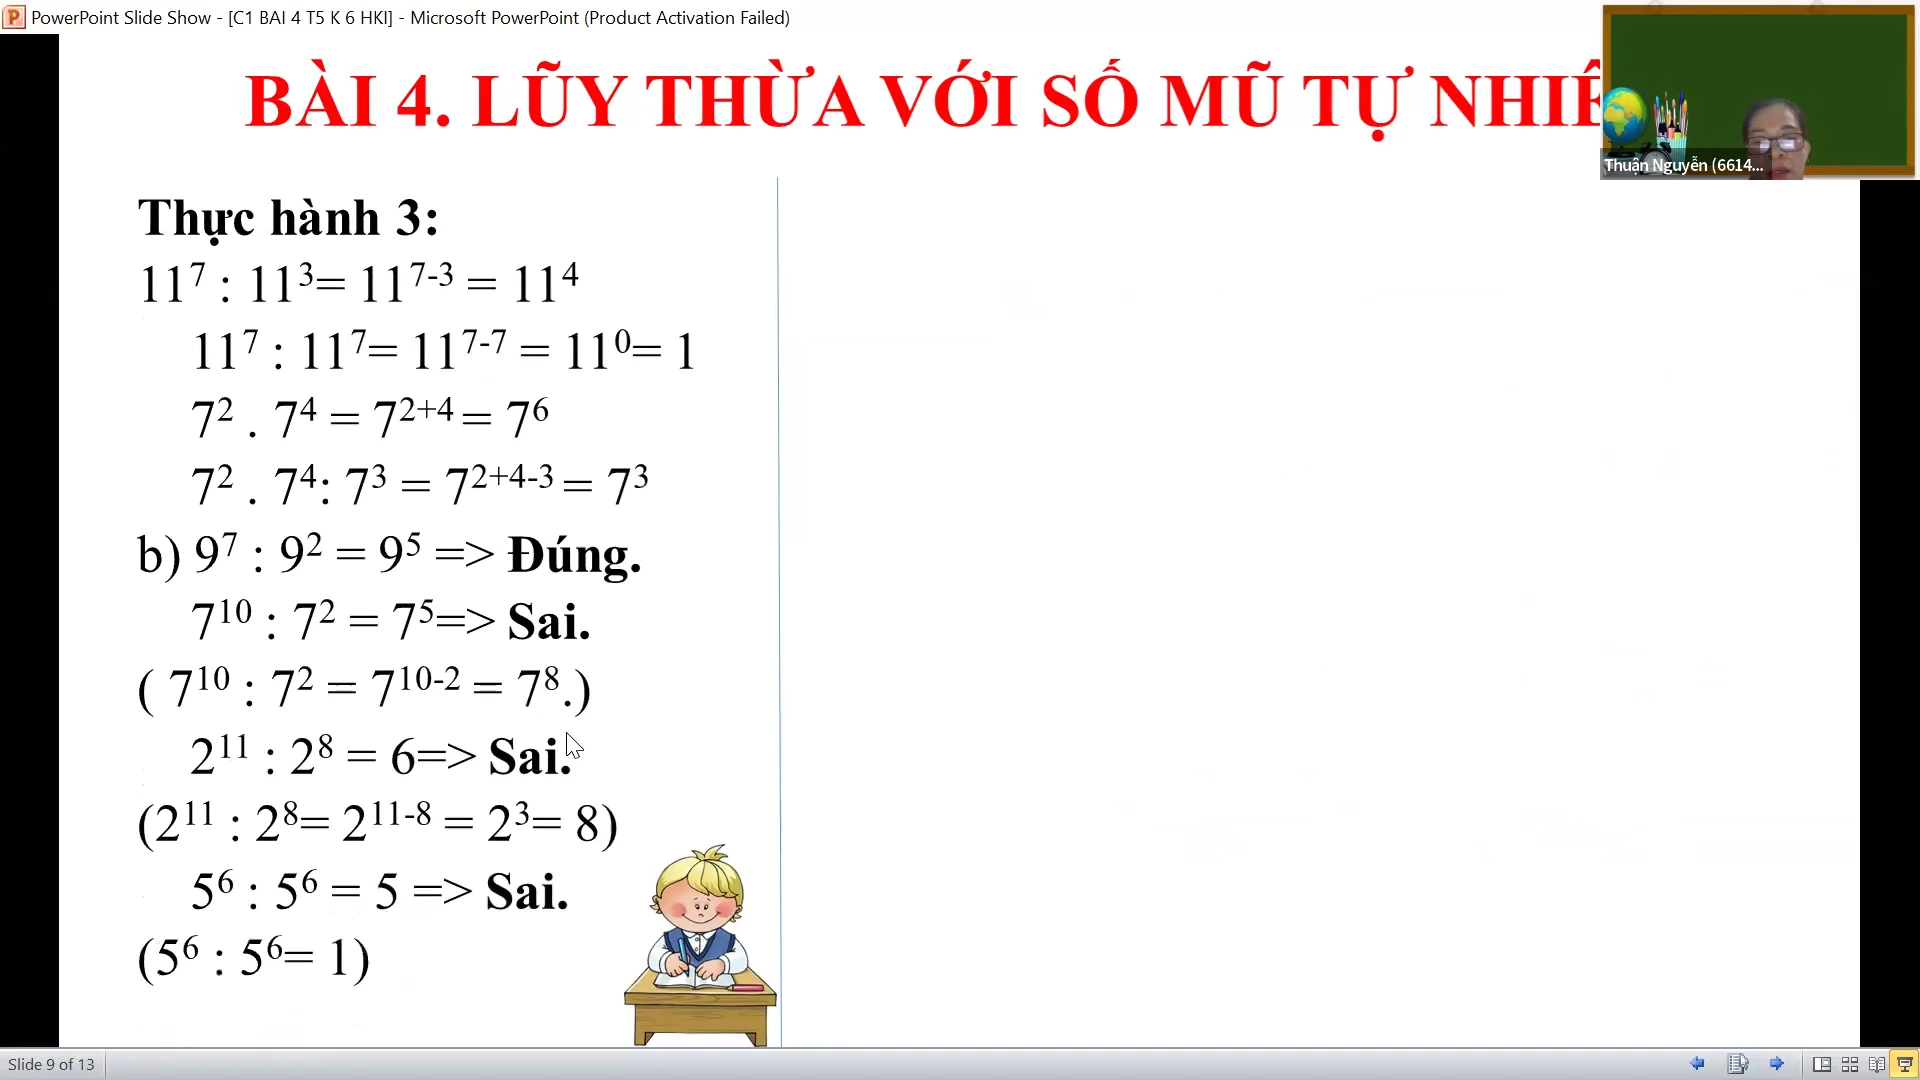 PowerPoint Slide Show - [C1 BAI 4 T5 K 6 HKI] - Microsoft PowerPoint (Product Activation Failed)
BÀI 4. LŨY THỪA VỚI SỐ MŨ TỰ NHIÊ
Thuận Nguyễn (6614...
Thực hành 3:
11⁷ : 11³= 11⁷⁻³ = 11⁴
11⁷ : 11⁷= 11⁷⁻⁷ = 11⁰= 1
7² . 7⁴ = 7²⁺⁴ = 7⁶
7² . 7⁴: 7³ = 7²⁺⁴⁻³ = 7³
b) 9⁷ : 9² = 9⁵ => Đúng.
7¹⁰ : 7² = 7⁵=> Sai.
( 7¹⁰ : 7² = 7¹⁰⁻² = 7⁸.)
2¹¹ : 2⁸ = 6=> Sai.
(2¹¹ : 2⁸= 2¹¹⁻⁸ = 2³= 8)
5⁶ : 5⁶ = 5 => Sai.
(5⁶ : 5⁶= 1)
Slide 9 of 13